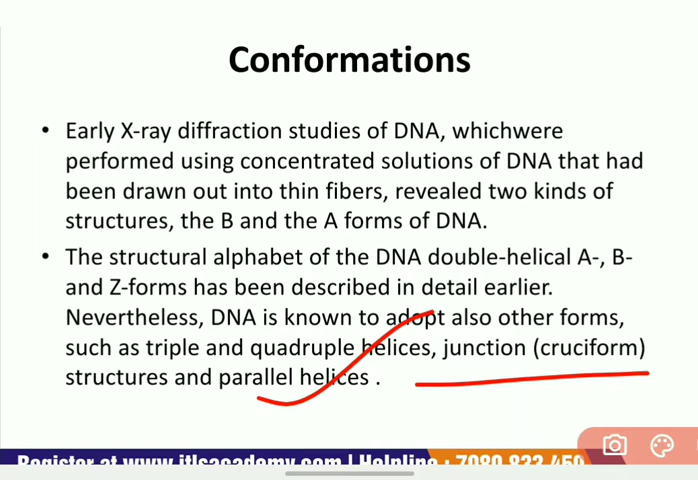 Conformations
• Early X-ray diffraction studies of DNA, whichwere
performed using concentrated solutions of DNA that had
been drawn out into thin fibers, revealed two kinds of
structures, the B and the A forms of DNA.
• The structural alphabet of the DNA double-helical A-, B-
and Z-forms has been described in detail earlier.
Nevertheless, DNA is known to adopt also other forms,
such as triple and quadruple helices, junction (cruciform)
structures and parallel helices .
Register at www.itlsacademy.com | Helpline : 7080 822 450